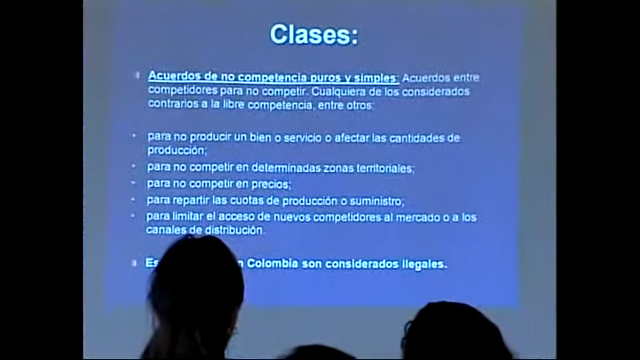 Clases:
Acuerdos de no competencia puros y simples: Acuerdos entre
competidores para no competir. Cualquiera de los considerados
contrarios a la libre competencia, entre otros:
- para no producir un bien o servicio o afectar las cantidades de
producción;
- para no competir en determinadas zonas territoriales;
- para no competir en precios;
- para repartir las cuotas de producción o suministro;
- para limitar el acceso de nuevos competidores al mercado o a los
canales de distribución.
Colombia son considerados ilegales.